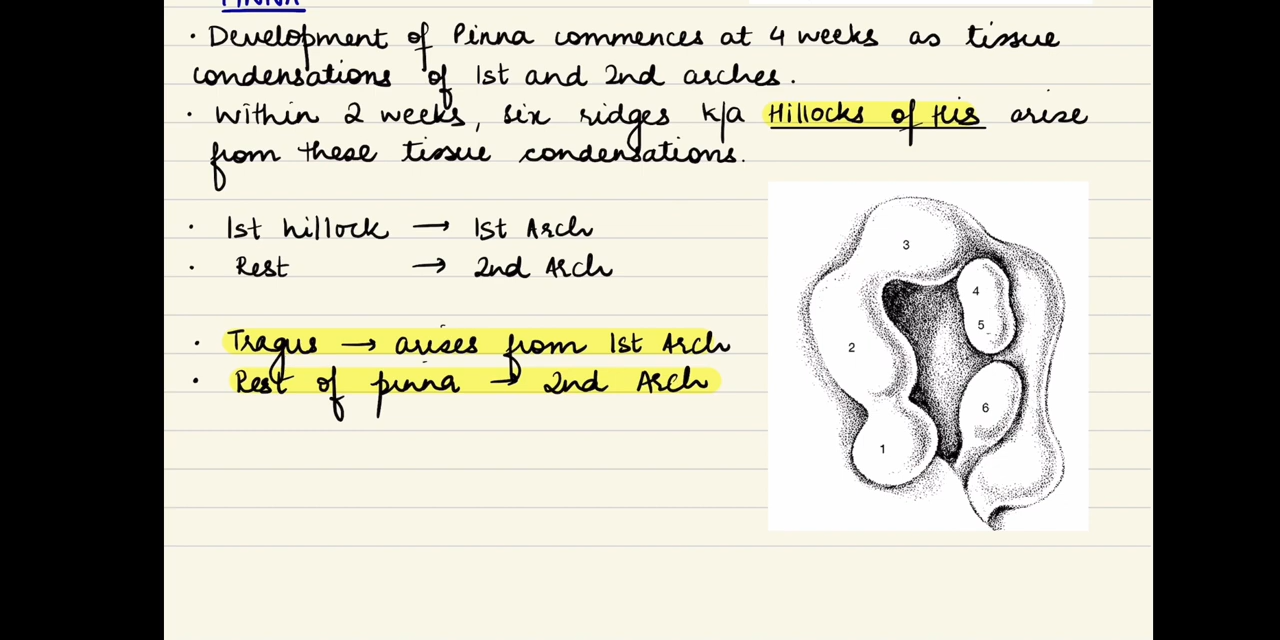 PINNA
· Development of Pinna commences at 4 weeks as tissue
condensations of 1st and 2nd arches.
· Within 2 weeks, six ridges k/a Hillocks of His arise
from these tissue condensations.
· 1st hillock → 1st Arch
· Rest → 2nd Arch
· Tragus → arises from 1st Arch
· Rest of pinna → 2nd Arch
3
4
5
2
6
1